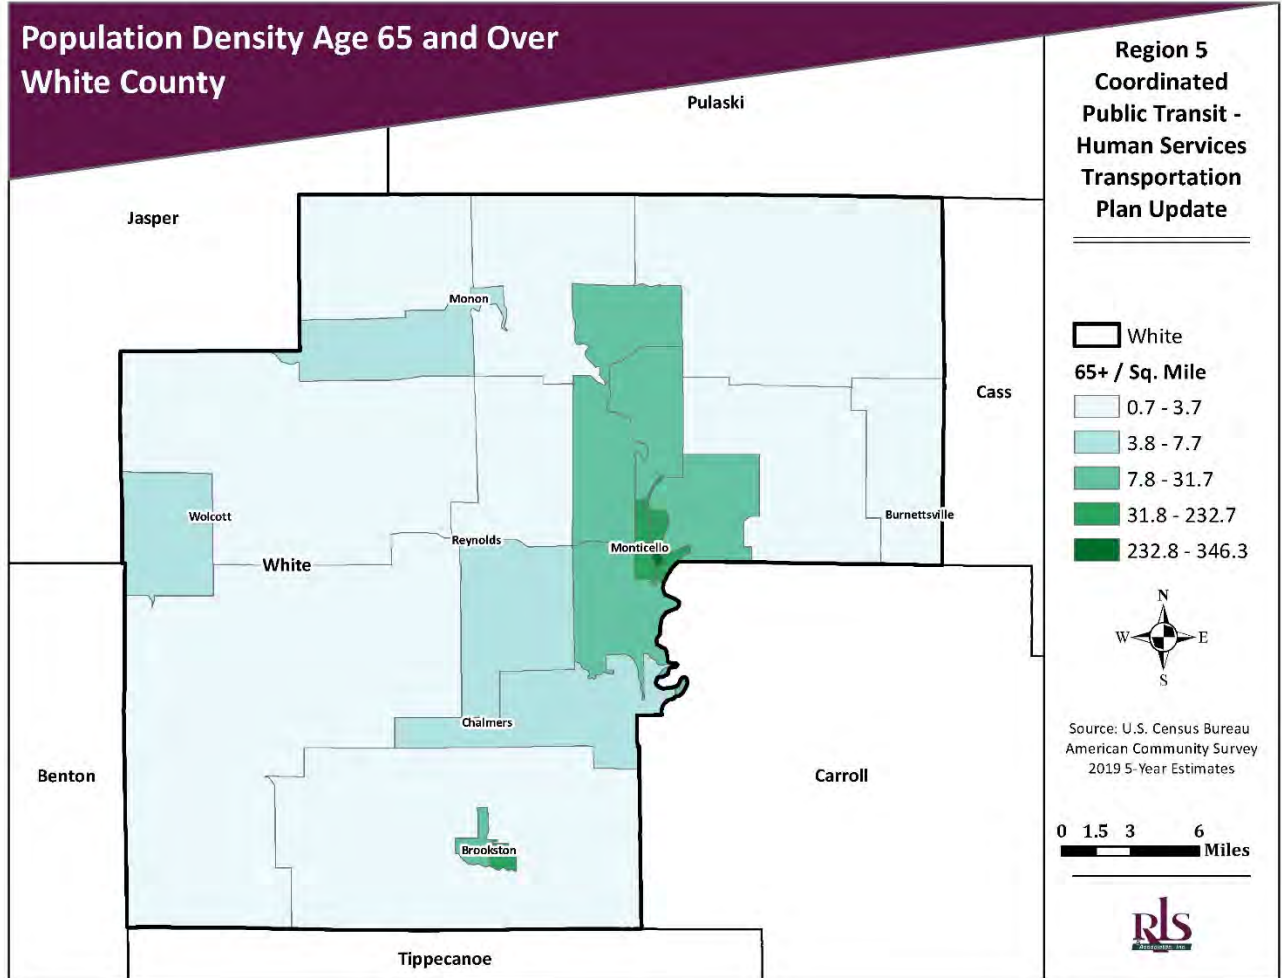 Population Density Age 65 and Over
White County
Region 5
Coordinated
Public Transit -
Human Services
Transportation
Plan Update
Pulaski
Jasper
Monon
White
65+ / Sq. Mile
0.7 - 3.7
3.8 - 7.7
7.8 - 31.7
31.8 - 232.7
232.8 - 346.3
Cass
Wolcott
Burnettsville
Reynolds
Monticello
White
N
W
E
S
Chalmers
Source: U.S. Census Bureau
American Community Survey
2019 5-Year Estimates
Benton
Carroll
0 1.5 3 6
Miles
Brookston
RLS
& Associates, Inc.
Tippecanoe